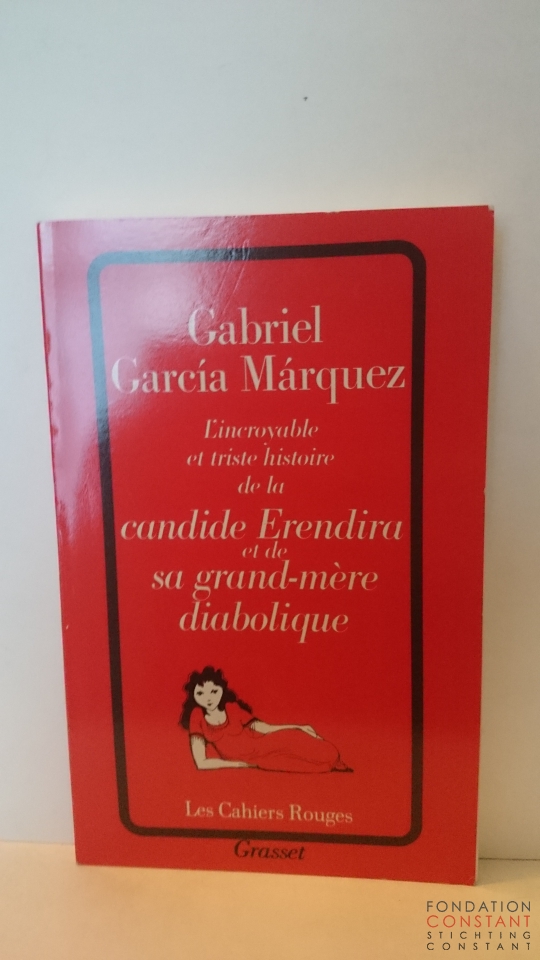 Gabriel
García Márquez
L'incroyable
et triste histoire
de la
candide Erendira
et de
sa grand-mère
diabolique
Les Cahiers Rouges
Grasset
FONDATION
CONSTANT
STICHTING
CONSTANT